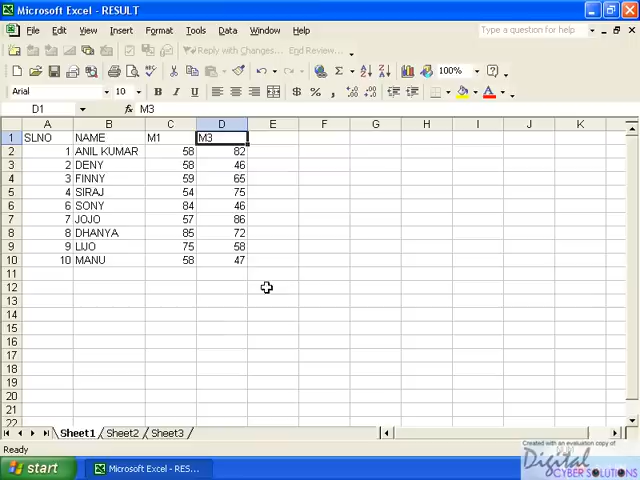 Microsoft Excel - RESULT
File Edit View Insert Format Tools Data Window Help Type a question for help
Reply with Changes... End Review...
100%
Arial 10 B I U $ % ,
D1 fx M3
A B C D E F G H I J K
1 SLNO NAME M1 M3
2 1 ANIL KUMAR 58 82
3 2 DENY 58 46
4 3 FINNY 59 65
5 4 SIRAJ 54 75
6 6 SONY 84 46
7 7 JOJO 57 86
8 8 DHANYA 85 72
9 9 LIJO 75 58
10 10 MANU 58 47
11
12
13
14
15
16
17
18
19
20
21
22
Sheet1 Sheet2 Sheet3
Ready
Created with an evaluation copy of
Digital
CYBER SOLUTIONS
start Microsoft Excel - RES...